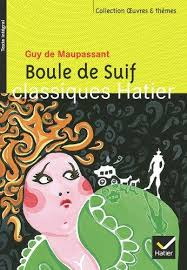 Collection Œuvres & thèmes
Texte intégral
Guy de Maupassant
Boule de Suif
classiques Hatier
Hatier